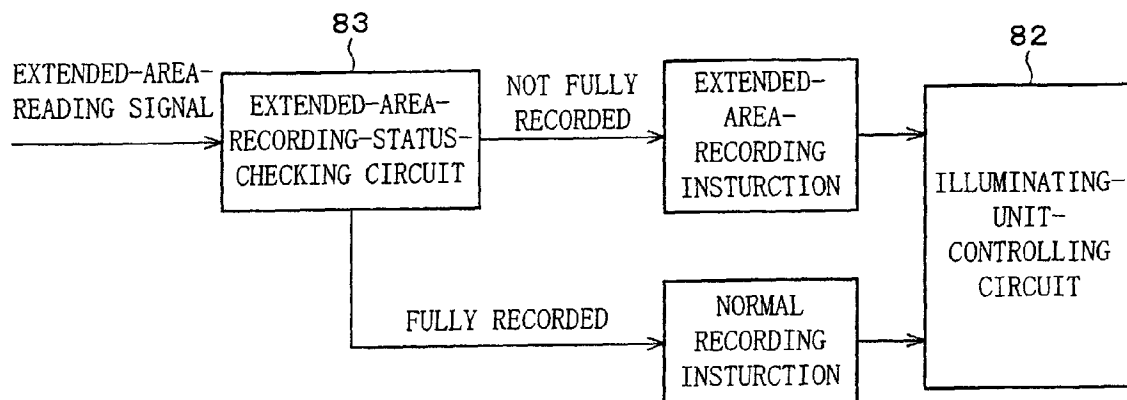 83
82
EXTENDED-AREA-
READING SIGNAL
EXTENDED-AREA-
RECORDING-STATUS-
CHECKING CIRCUIT
NOT FULLY
RECORDED
EXTENDED-
AREA-
RECORDING
INSTURCTION
ILLUMINATING-
UNIT-
CONTROLLING
CIRCUIT
FULLY RECORDED
NORMAL
RECORDING
INSTURCTION